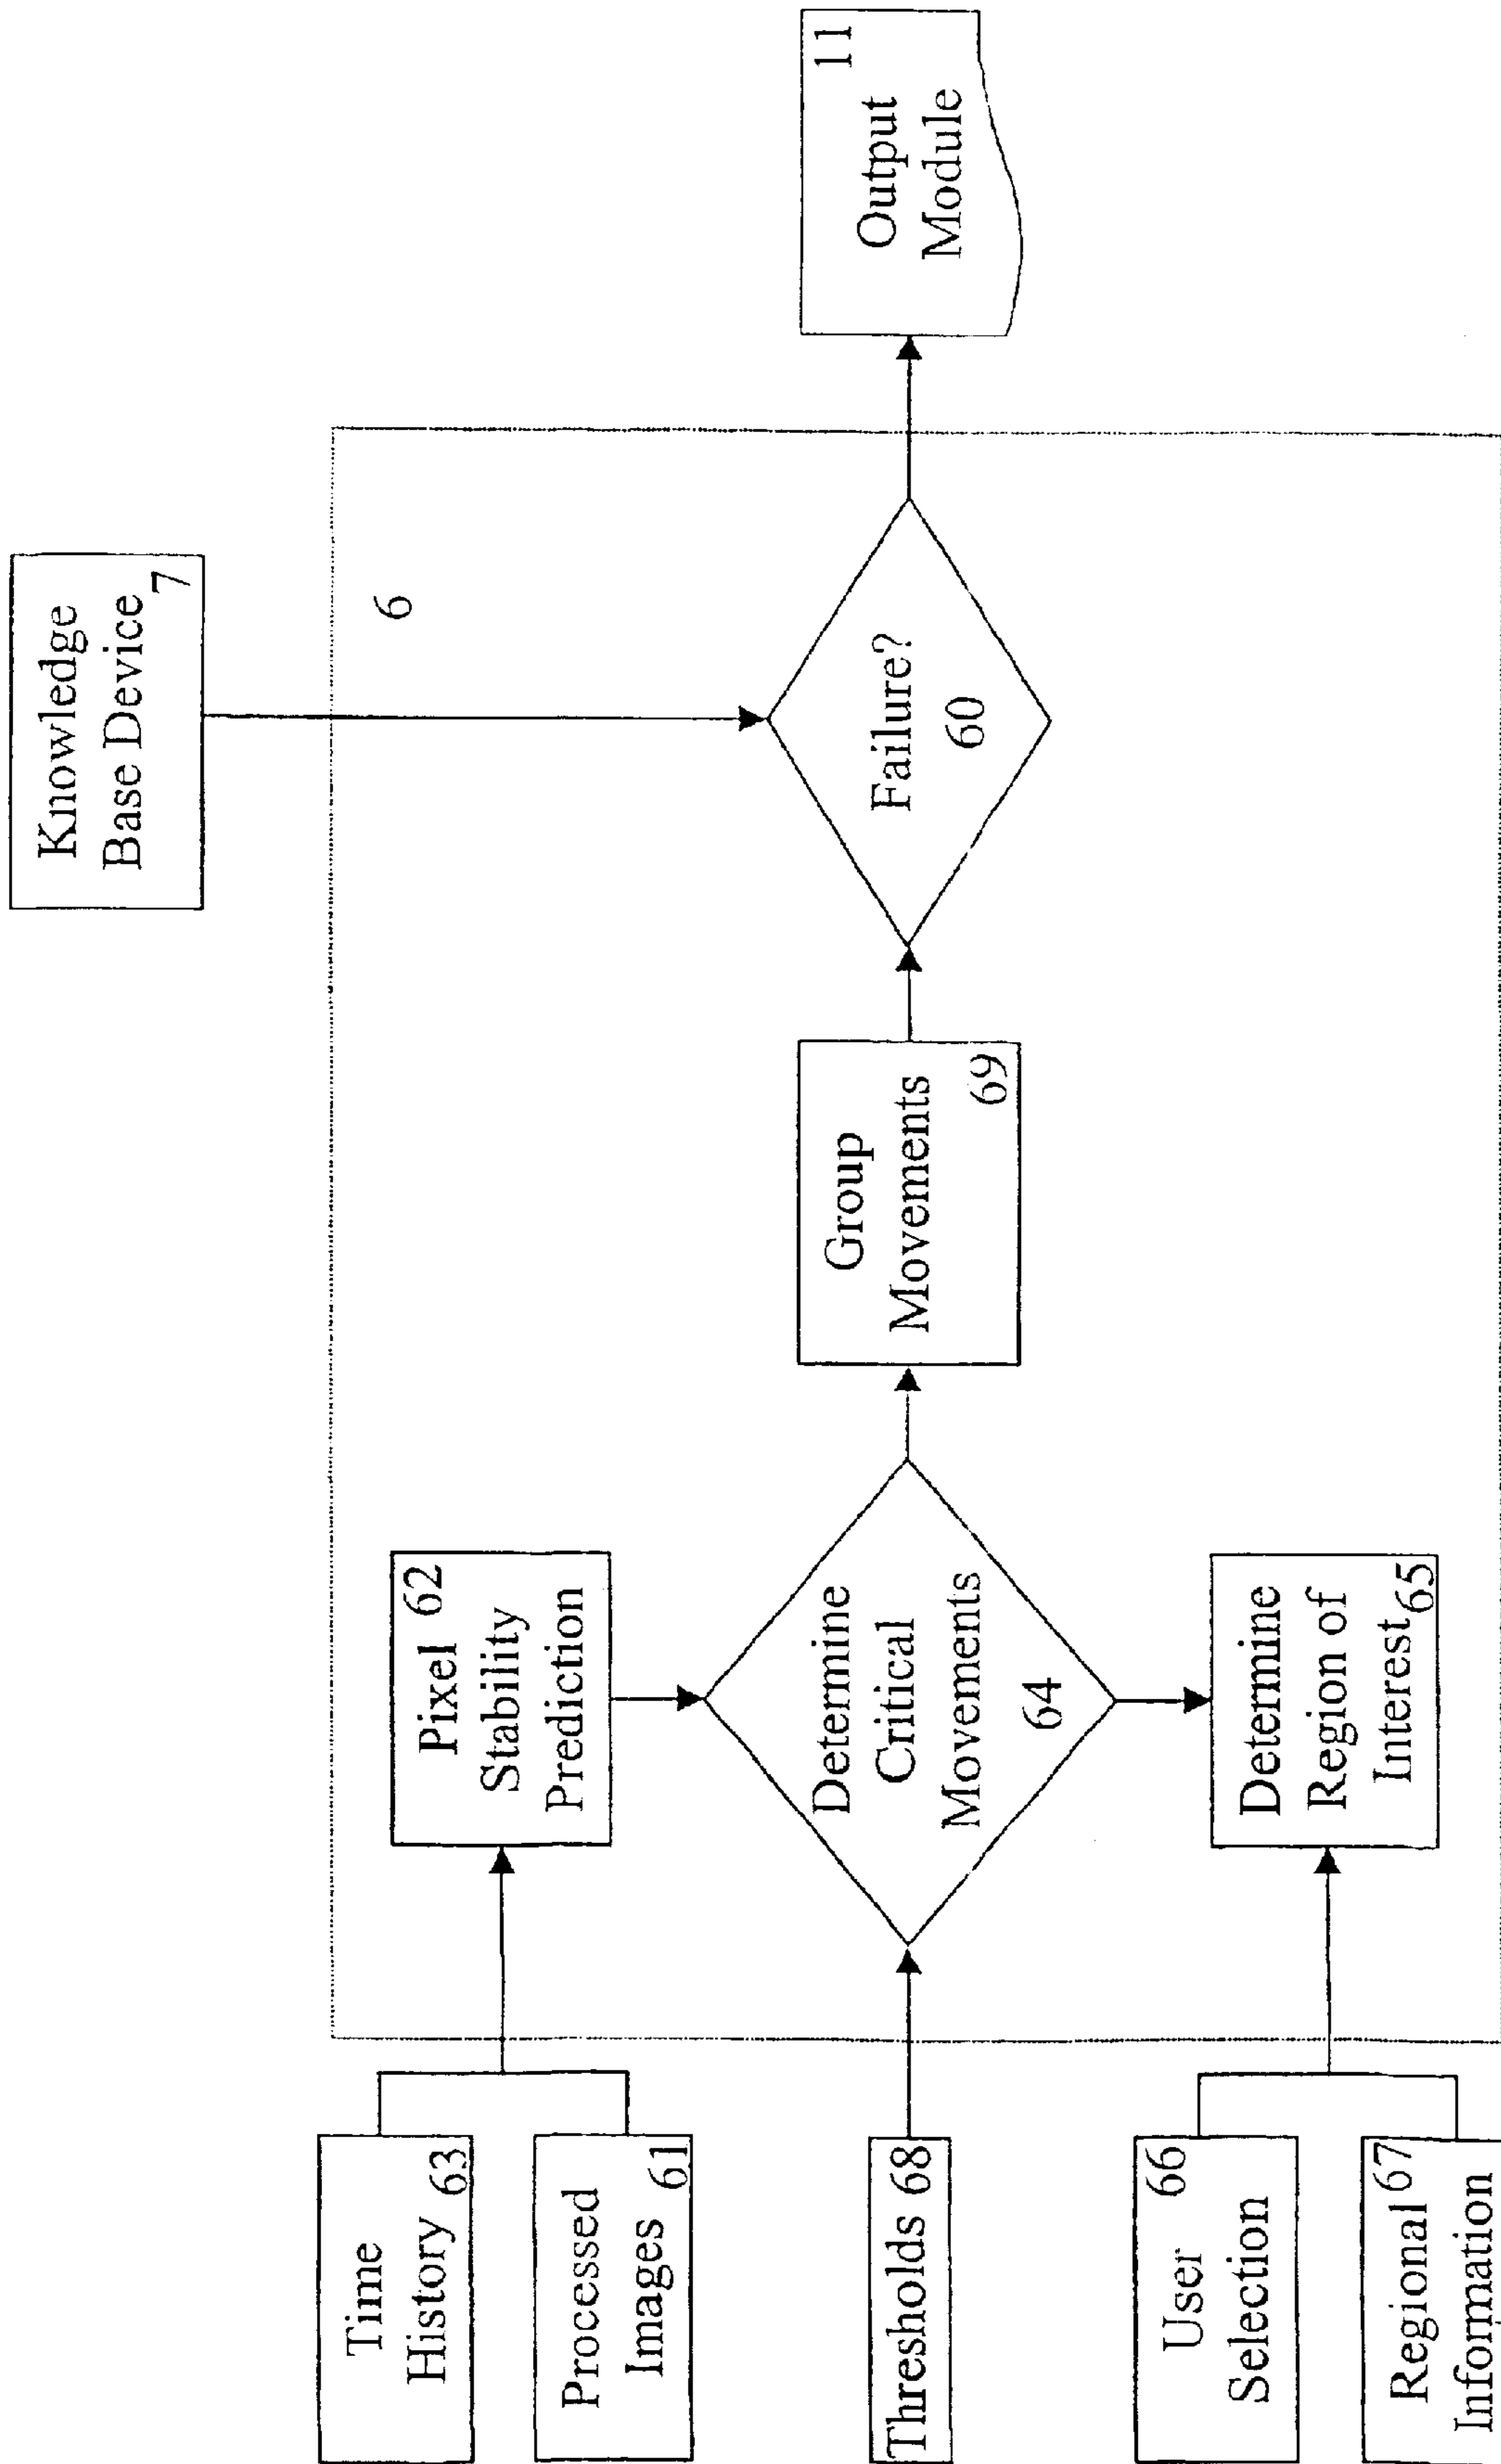 Knowledge
Base Device
7
6
Time
History 63
Processed
Images 61
Pixel 62
Stability
Prediction
Thresholds 68
Determine
Critical
Movements
64
Group
Movements
69
Failure?
60
Output
Module
11
User 66
Selection
Regional 67
Information
Determine
Region of
Interest 65